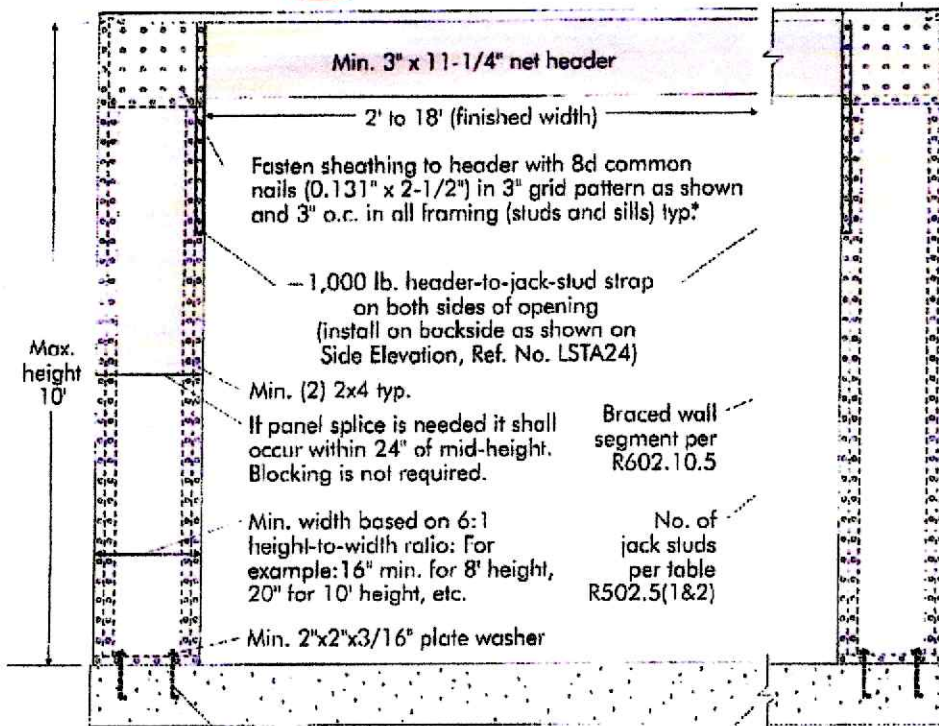 Min. 3" x 11-1/4" net header
2' to 18' (finished width)
Fasten sheathing to header with 8d common
nails (0.131" x 2-1/2") in 3" grid pattern as shown
and 3" o.c. in all framing (studs and sills) typ.*
1,000 lb. header-to-jack-stud strap
on both sides of opening
(install on backside as shown on
Side Elevation, Ref. No. LSTA24)
Max.
height
10'
Min. (2) 2x4 typ.
If panel splice is needed it shall
occur within 24" of mid-height.
Blocking is not required.
Braced wall
segment per
R602.10.5
Min. width based on 6:1
height-to-width ratio: For
example: 16" min. for 8' height,
20" for 10' height, etc.
No. of
jack studs
per table
R502.5(1&2)
Min. 2"x2"x3/16" plate washer